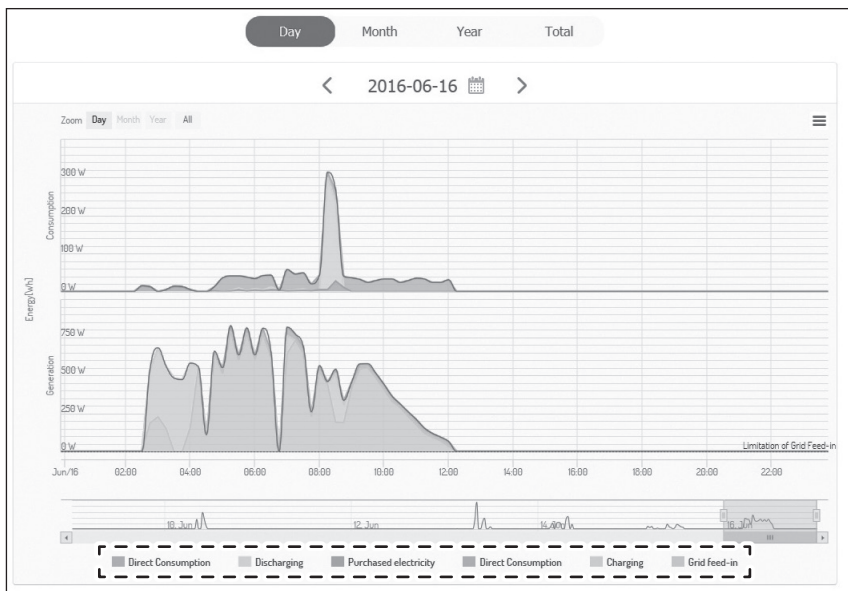 Day Month Year Total
2016-06-16
Zoom Day Month Year All
Energy[Wh]
Consumption
300 W
200 W
100 W
0 W
Generation
750 W
500 W
250 W
0 W
Limitation of Grid Feed-in
Jun/16 02:00 04:00 06:00 08:00 10:00 12:00 14:00 16:00 18:00 20:00 22:00
10. Jun 12. Jun 14. Jun 16. Jun
Direct Consumption Discharging Purchased electricity Direct Consumption Charging Grid feed-in